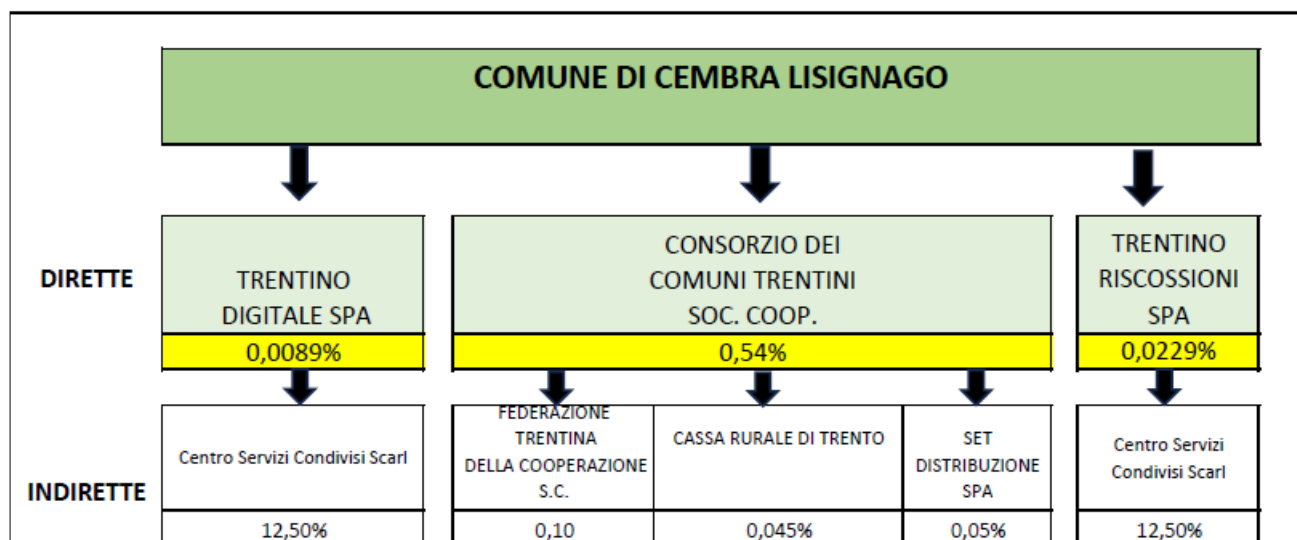 COMUNE DI CEMBRA LISIGNAGO
DIRETTE
TRENTINO
DIGITALE SPA
0,0089%
CONSORZIO DEI
COMUNI TRENTINI
SOC. COOP.
0,54%
TRENTINO
RISCOSSIONI
SPA
0,0229%
INDIRETTE
Centro Servizi Condivisi Scarl
12,50%
FEDERAZIONE
TRENTINA
DELLA COOPERAZIONE
S.C.
0,10
CASSA RURALE DI TRENTO
0,045%
SET
DISTRIBUZIONE
SPA
0,05%
Centro Servizi
Condivisi Scarl
12,50%